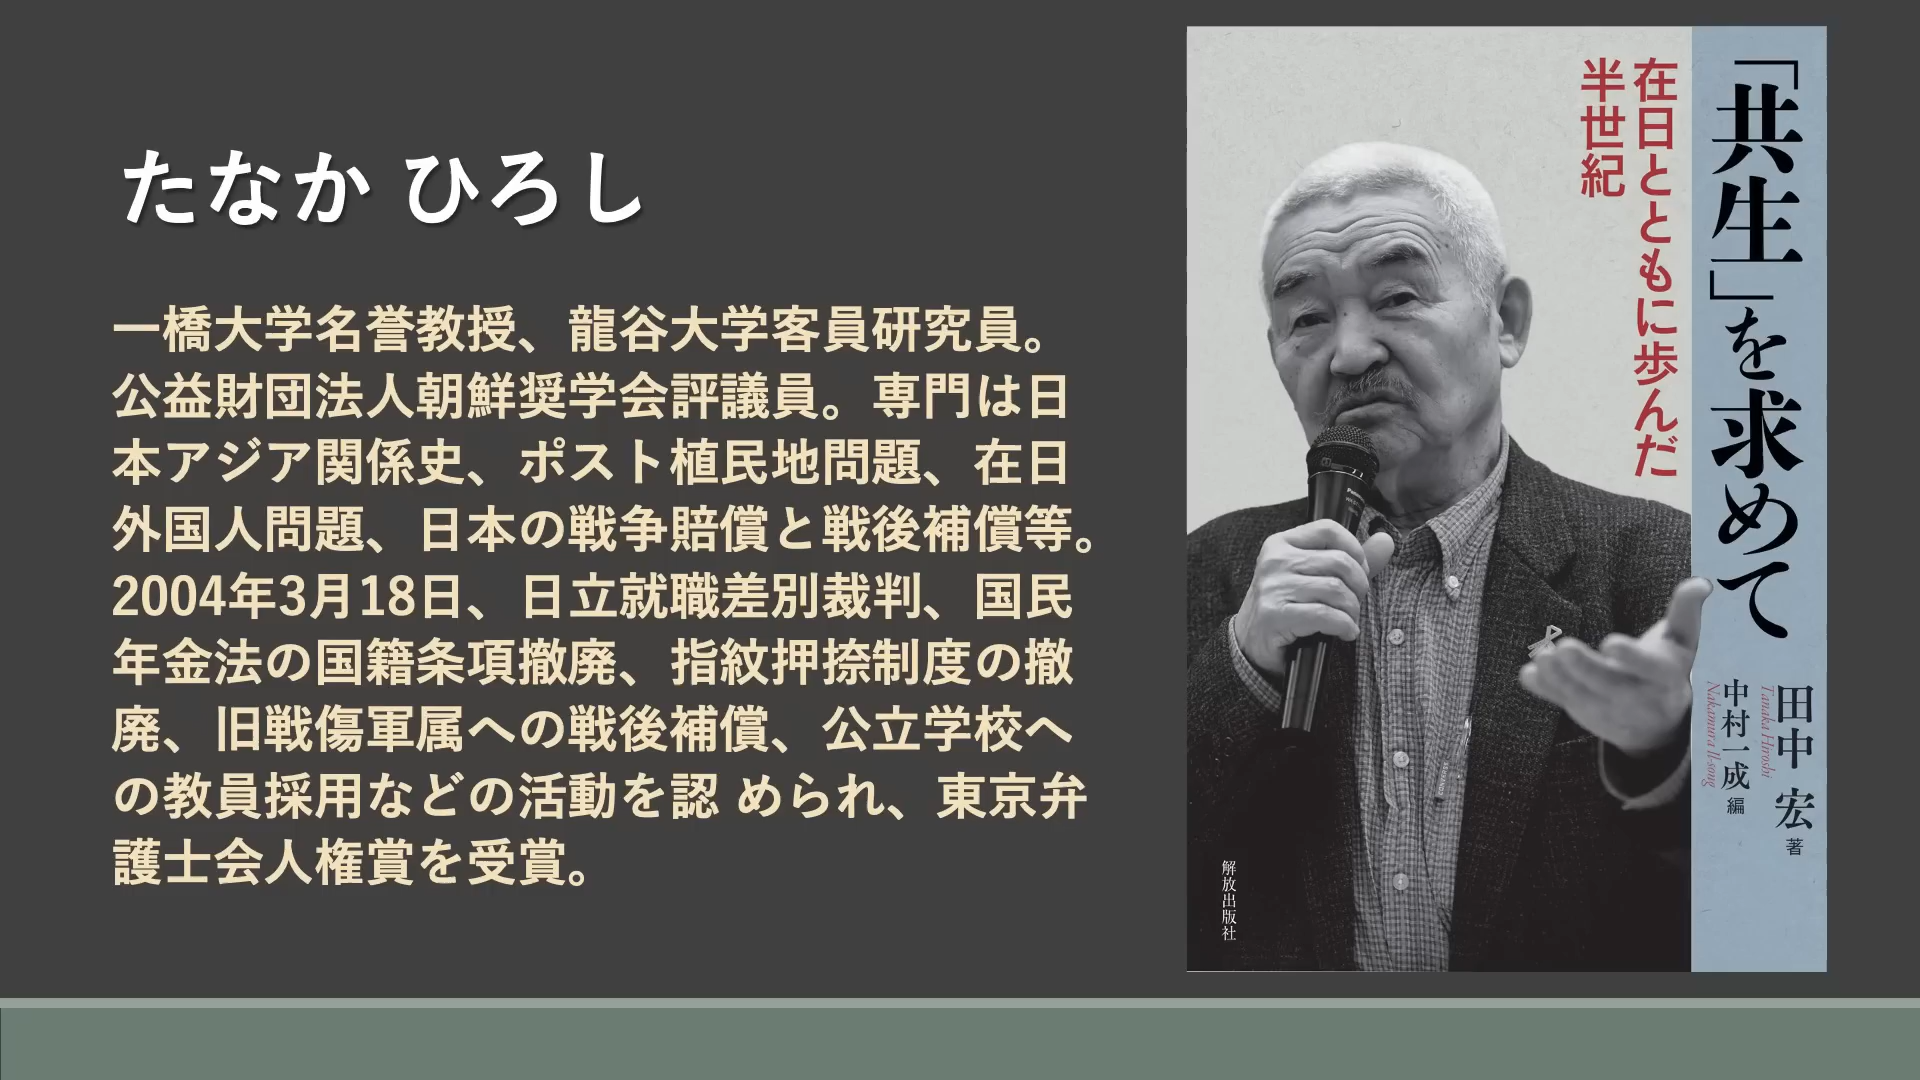 たなか ひろし
一橋大学名誉教授、龍谷大学客員研究員。
公益財団法人朝鮮奨学会評議員。専門は日
本アジア関係史、ポスト植民地問題、在日
外国人問題、日本の戦争賠償と戦後補償等。
2004年3月18日、日立就職差別裁判、国民
年金法の国籍条項撤廃、指紋押捺制度の撤
廃、旧戦傷軍属への戦後補償、公立学校へ
の教員採用などの活動を認 められ、東京弁
護士会人権賞を受賞。
「共生」を求めて
在日とともに歩んだ
半世紀
田中 宏 著
Tanaka Hiroshi
中村一成 編
Nakamura Il-song
解放出版社
Panasonic
CONVERSE